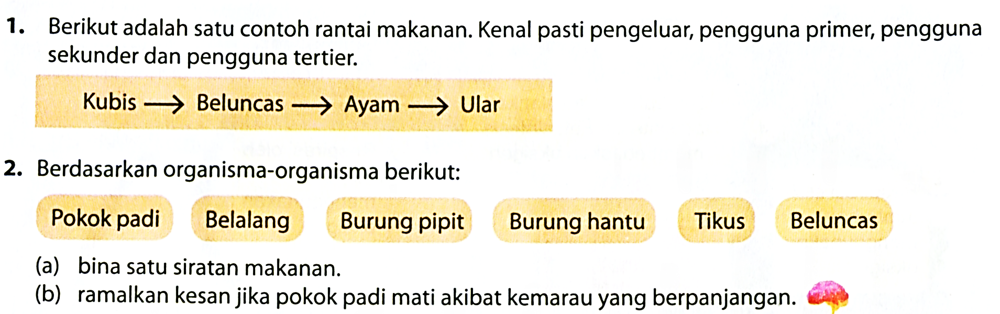 1. Berikut adalah satu contoh rantai makanan. Kenal pasti pengeluar, pengguna primer, pengguna
sekunder dan pengguna tertier.
Kubis → Beluncas → Ayam → Ular
2. Berdasarkan organisma-organisma berikut:
Pokok padi Belalang Burung pipit Burung hantu Tikus Beluncas
(a) bina satu siratan makanan.
(b) ramalkan kesan jika pokok padi mati akibat kemarau yang berpanjangan.